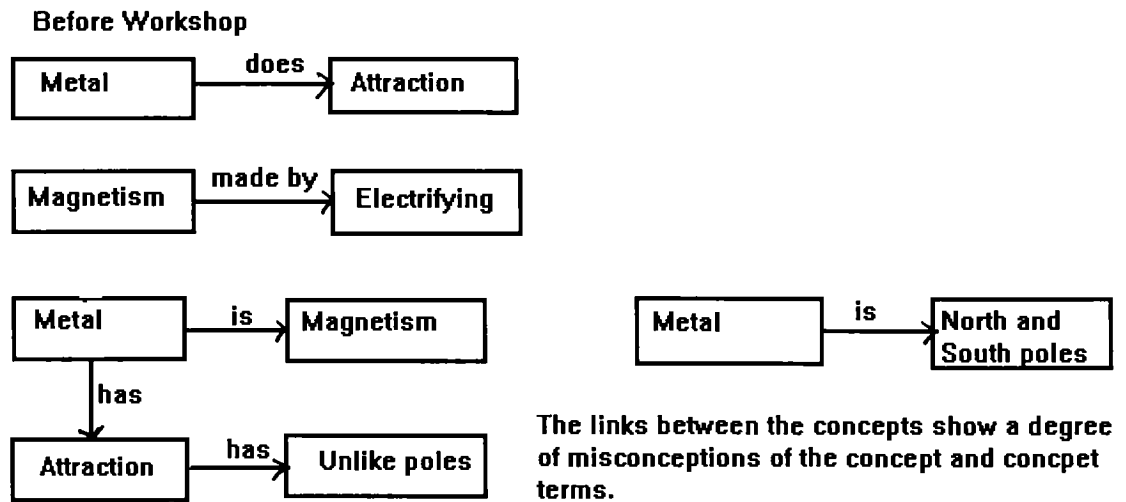 Before Workshop
Metal does Attraction
Magnetism made by Electrifying
Metal is Magnetism
has
Attraction has Unlike poles
Metal is North and
South poles
The links between the concepts show a degree
of misconceptions of the concept and concpet
terms.